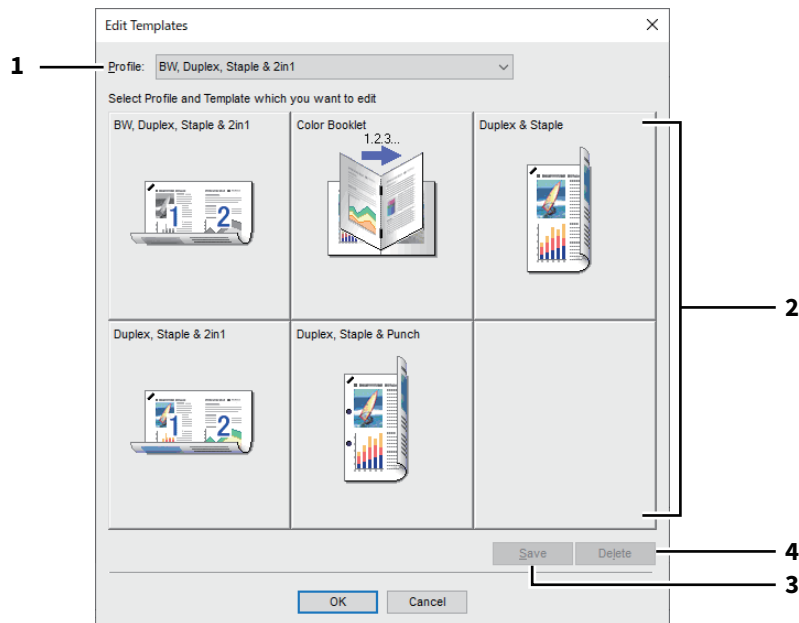 Edit Templates
1
Profile: BW, Duplex, Staple & 2in1
Select Profile and Template which you want to edit
BW, Duplex, Staple & 2in1
Color Booklet
Duplex & Staple
1.2.3...
1 2
2
Duplex, Staple & 2in1
Duplex, Staple & Punch
1 2
Save
Delete
4
3
OK
Cancel